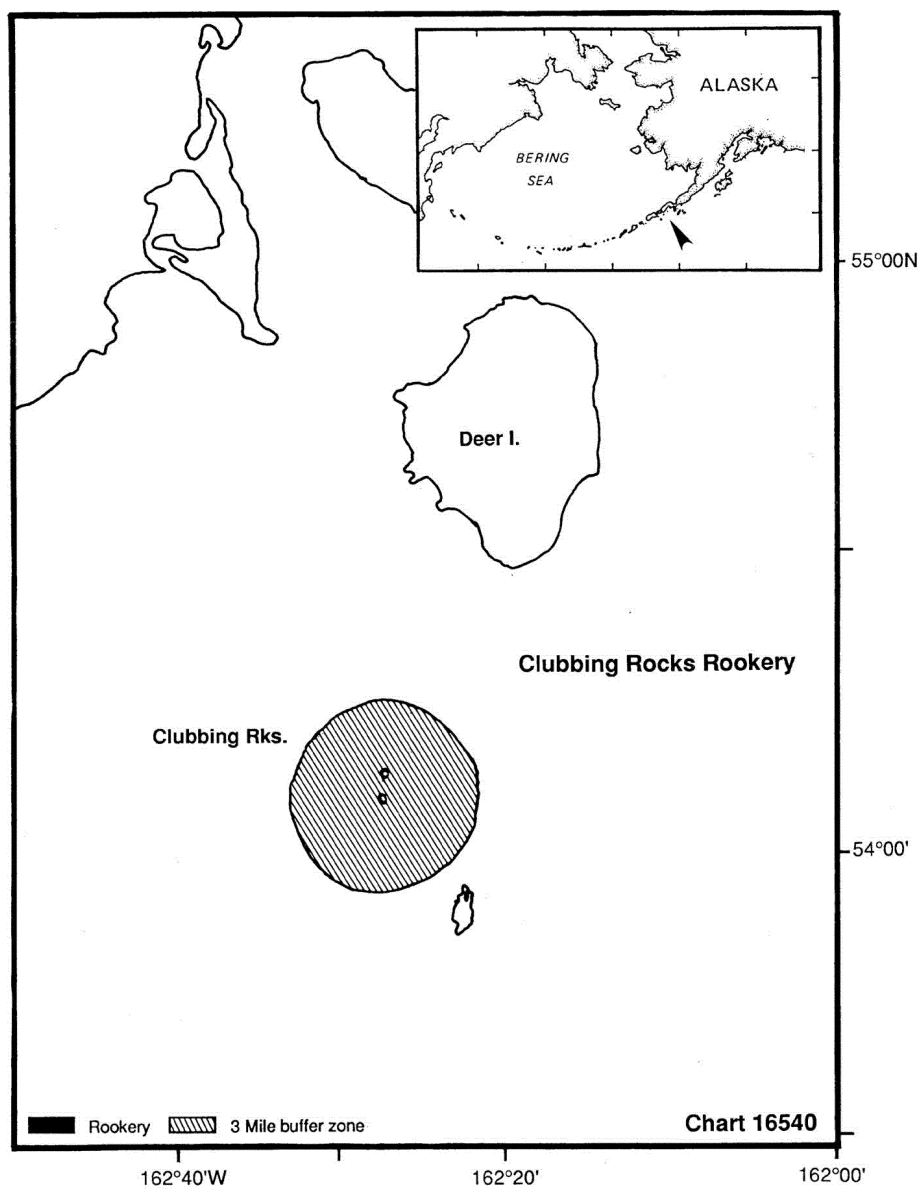 ALASKA
BERING
SEA
55°00N
Deer I.
Clubbing Rocks Rookery
Clubbing Rks.
54°00'
Rookery
3 Mile buffer zone
Chart 16540
162°40'W
162°20'
162°00'